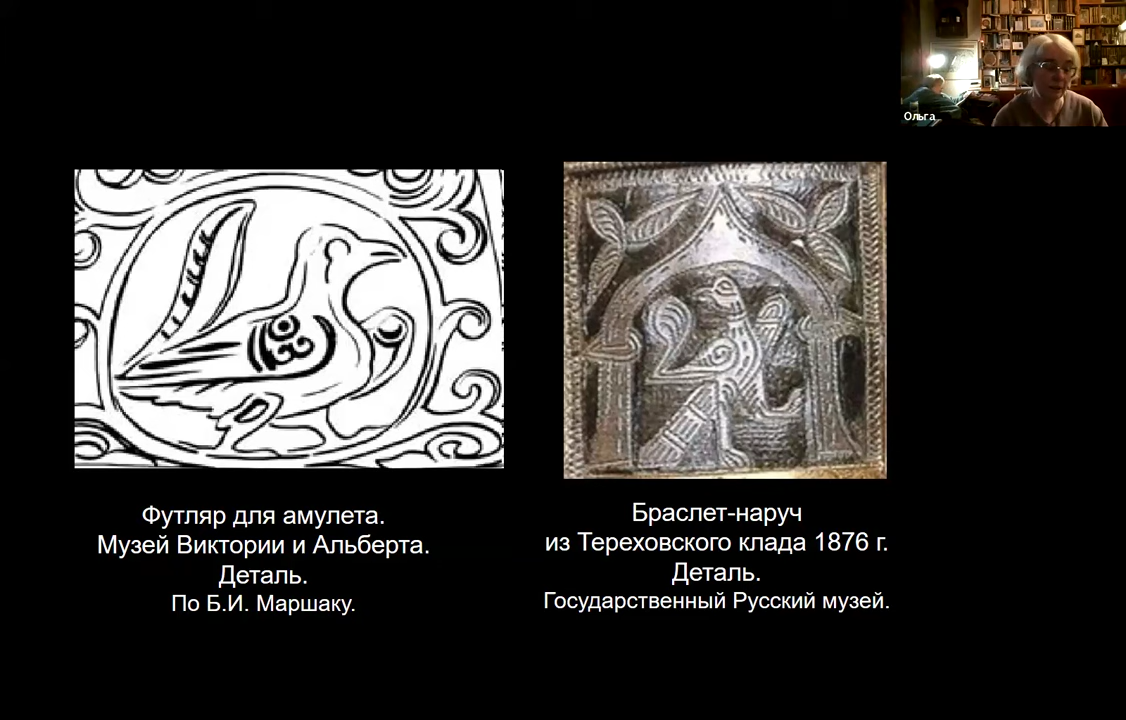 Ольга
Футляр для амулета.
Музей Виктории и Альберта.
Деталь.
По Б.И. Маршаку.
Браслет-наруч
из Тереховского клада 1876 г.
Деталь.
Государственный Русский музей.